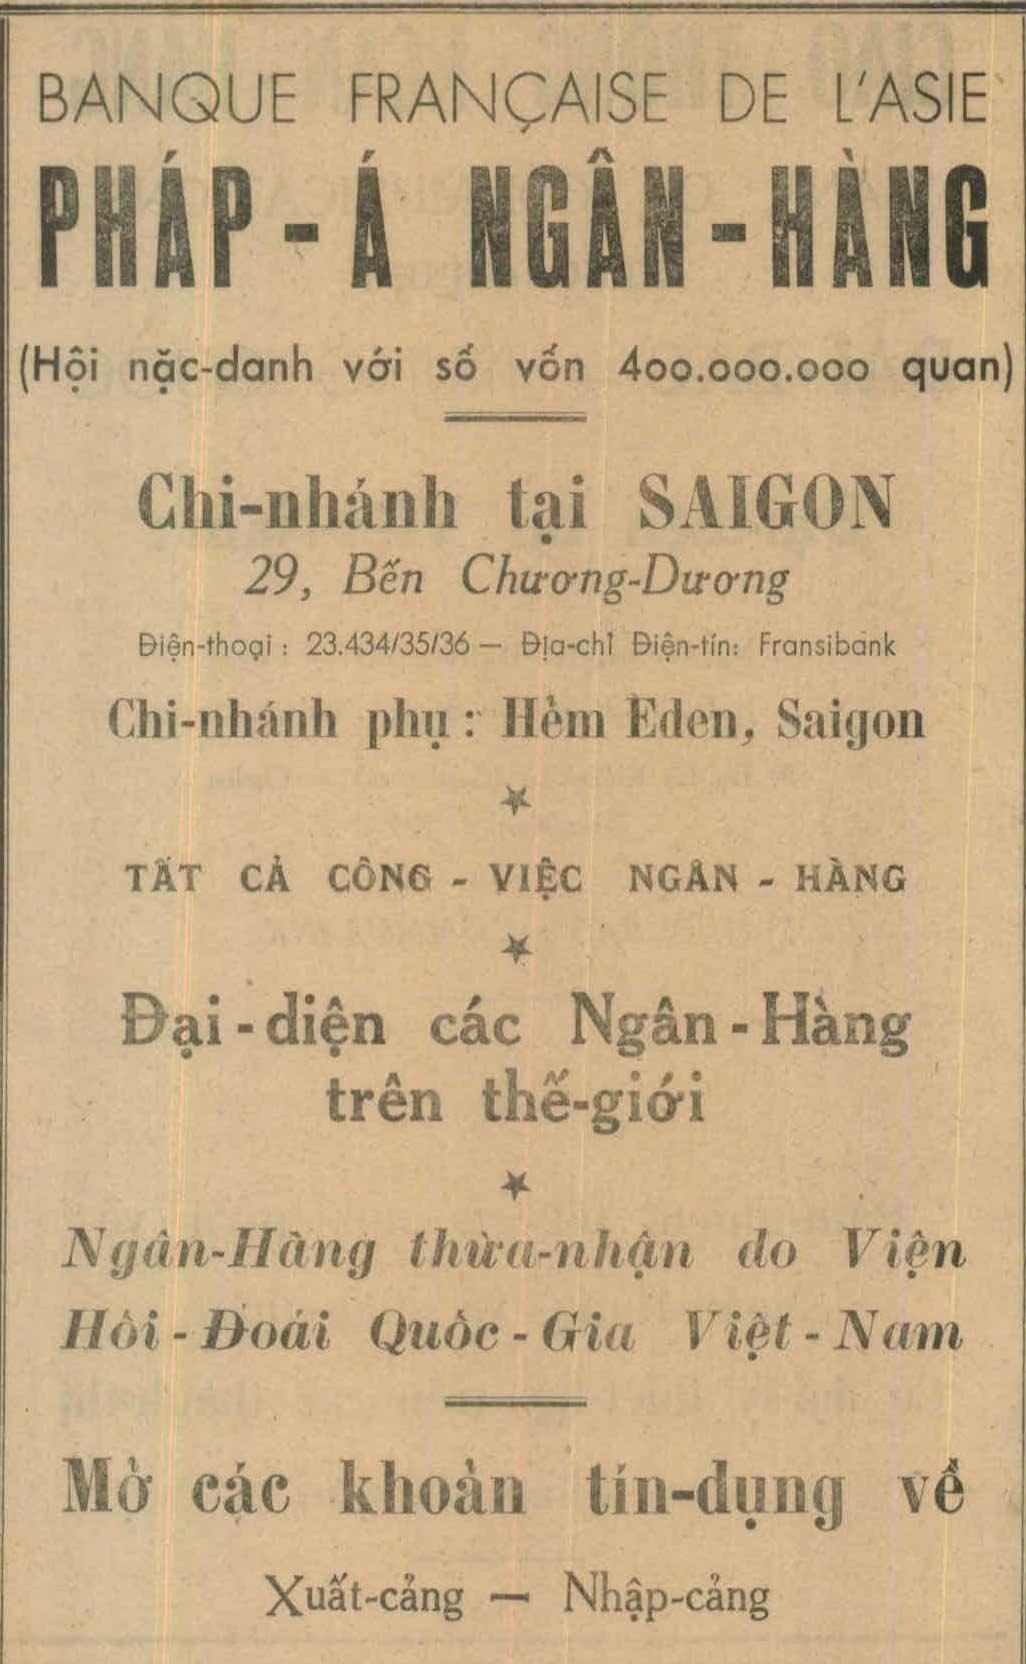 BANQUE FRANÇAISE DE L'ASIE
PHÁP - Á NGÂN - HÀNG
(Hội nặc-danh với số vốn 400.000.000 quan)
Chi-nhánh tại SAIGON
29, Bến Chương-Dương
Điện-thoại : 23.434/35/36 — Địa-chỉ Điện-tín: Fransibank
Chi-nhánh phụ : Hẻm Eden, Saigon
TẤT CẢ CÔNG - VIỆC NGÂN - HÀNG
Đại - diện các Ngân - Hàng
trên thế-giới
Ngân-Hàng thừa-nhận do Viện
Hối - Đoái Quốc - Gia Việt - Nam
Mở các khoản tín-dụng về
Xuất-cảng — Nhập-cảng